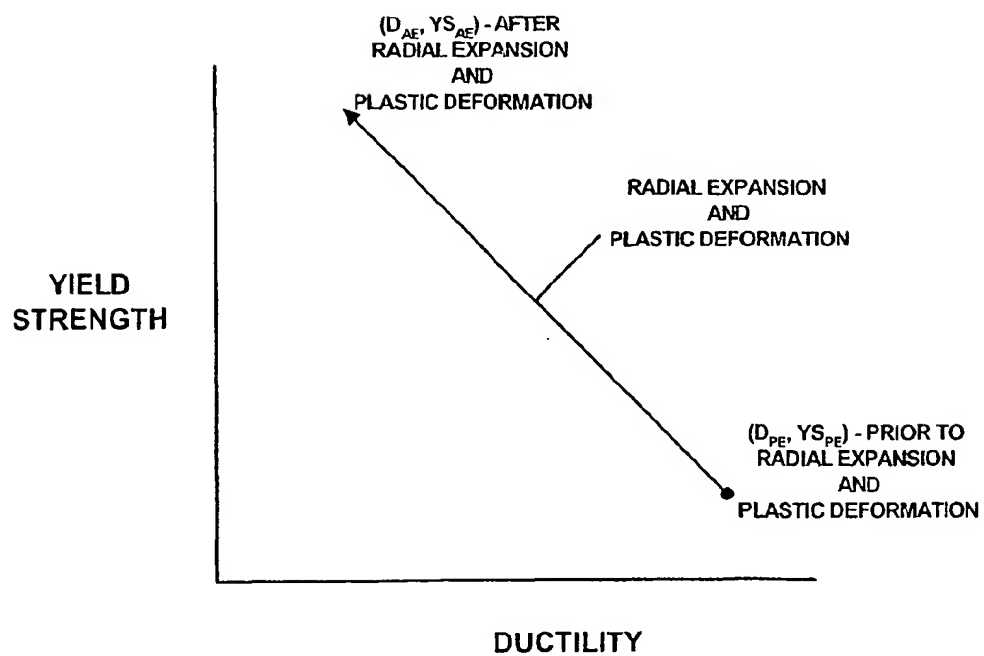 (D_AE, YS_AE) - AFTER
RADIAL EXPANSION
AND
PLASTIC DEFORMATION
RADIAL EXPANSION
AND
PLASTIC DEFORMATION
YIELD
STRENGTH
(D_PE, YS_PE) - PRIOR TO
RADIAL EXPANSION
AND
PLASTIC DEFORMATION
DUCTILITY